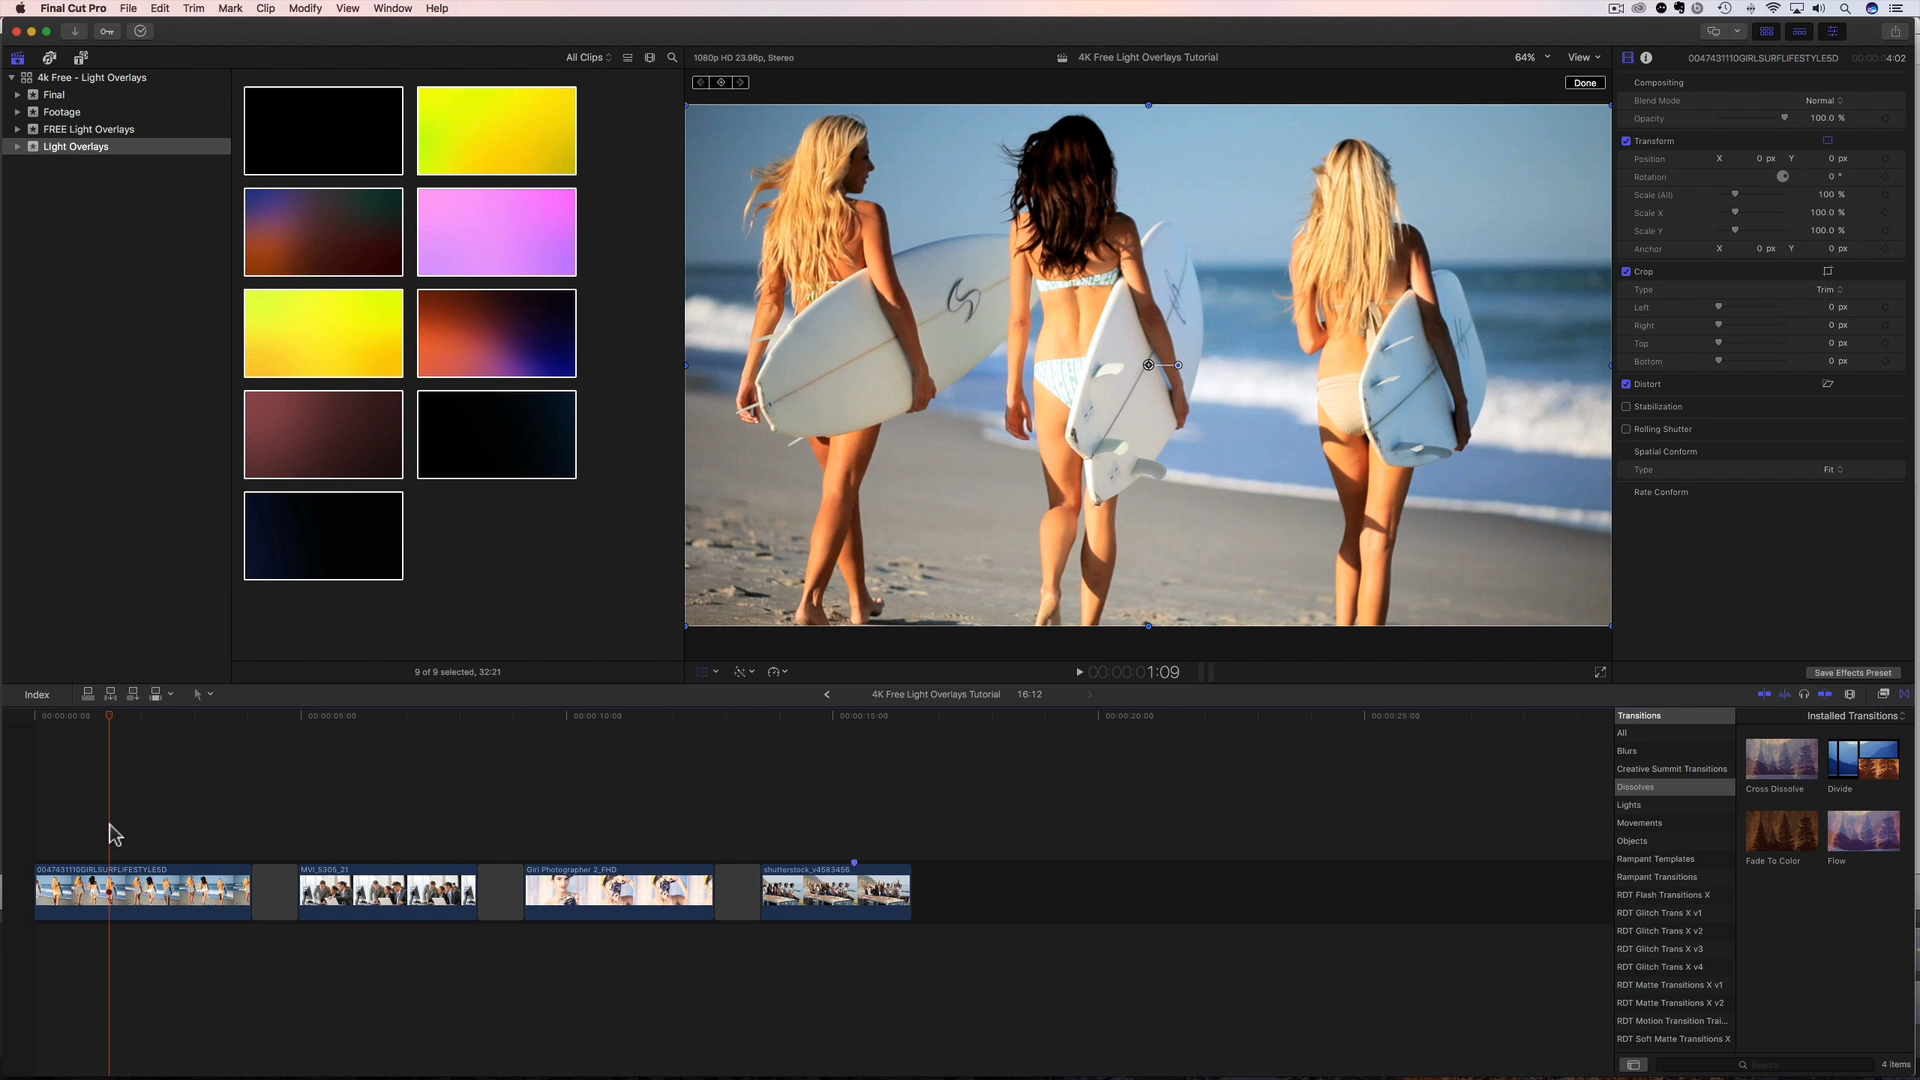 Final Cut Pro File Edit Trim Mark Clip Modify View Window Help
All Clips
1080p HD 23.98p, Stereo
4K Free Light Overlays Tutorial
64%
View
0047431110GIRLSURFLIFESTYLE5D
4:02
4k Free - Light Overlays
Final
Footage
FREE Light Overlays
LIght Overlays
9 of 9 selected, 32:21
Done
00:00:00 1:09
Compositing
Blend Mode Normal
Opacity 100.0 %
Transform
Position X 0 px Y 0 px
Rotation 0 °
Scale (All) 100 %
Scale X 100.0 %
Scale Y 100.0 %
Anchor X 0 px Y 0 px
Crop
Type Trim
Left 0 px
Right 0 px
Top 0 px
Bottom 0 px
Distort
Stabilization
Rolling Shutter
Spatial Conform
Type Fit
Rate Conform
Save Effects Preset
Index
4K Free Light Overlays Tutorial 16:12
00:00:00:00 00:00:05:00 00:00:10:00 00:00:15:00 00:00:20:00 00:00:25:00
0047431110GIRLSURFLIFESTYLE5D
MVI_5305_21
Girl Photographer 2_FHD
shutterstock_v4583456
Transitions
All
Blurs
Creative Summit Transitions
Dissolves
Lights
Movements
Objects
Rampant Templates
Rampant Transitions
RDT Flash Transitions X
RDT Glitch Trans X v1
RDT Glitch Trans X v2
RDT Glitch Trans X v3
RDT Glitch Trans X v4
RDT Matte Transitions X v1
RDT Matte Transitions X v2
RDT Motion Transition Trai...
RDT Soft Matte Transitions X
Installed Transitions
Cross Dissolve
Divide
Fade To Color
Flow
Search
4 items